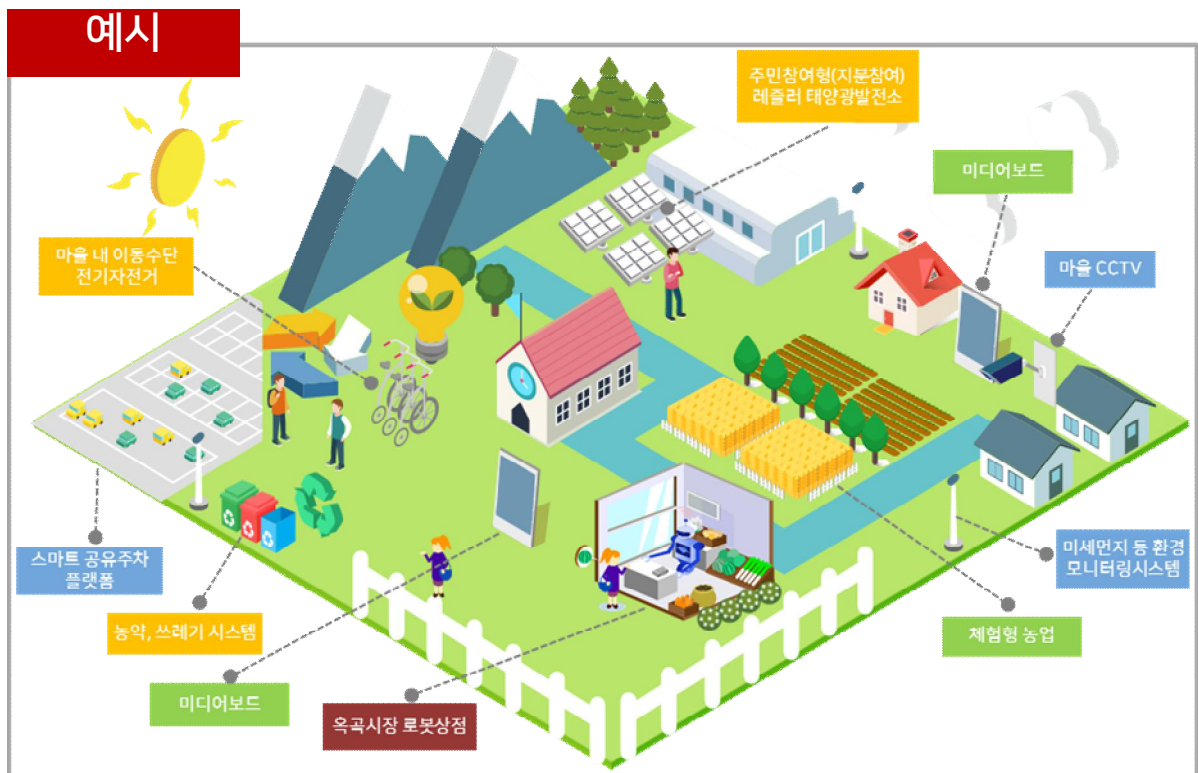 예시
주민참여형(지분참여)
레즐러 태양광발전소
미디어보드
마을 내 이동수단
전기자전거
마을 CCTV
스마트 공유주차
플랫폼
미세먼지 등 환경
모니터링시스템
농약, 쓰레기 시스템
체험형 농업
미디어보드
옥곡시장 로봇상점